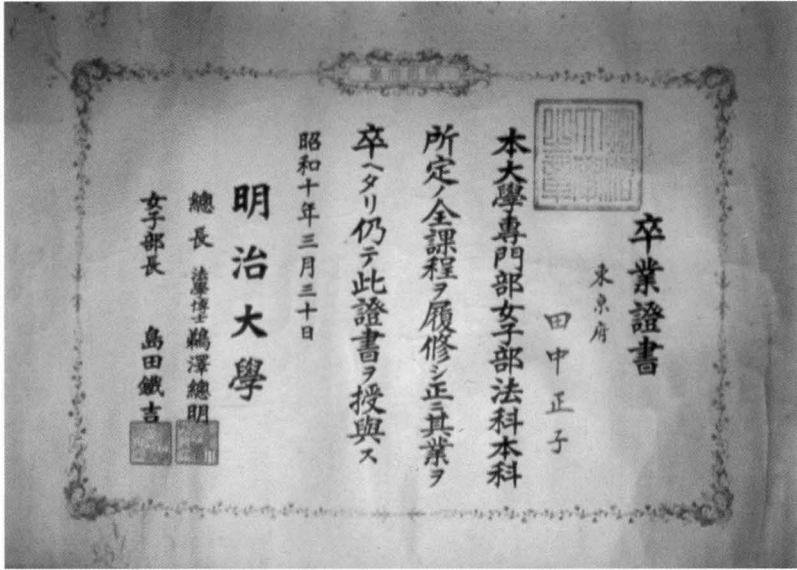 卒業證書
東京府
田中正子
本大學專門部女子部法科本科
所定ノ全課程ヲ履修シ正ニ其業ヲ
卒ヘタリ仍テ此證書ヲ授與ス
昭和十年三月三十日
明治大學
總長 法學博士 鵜澤總明
女子部長 島田鐵吉